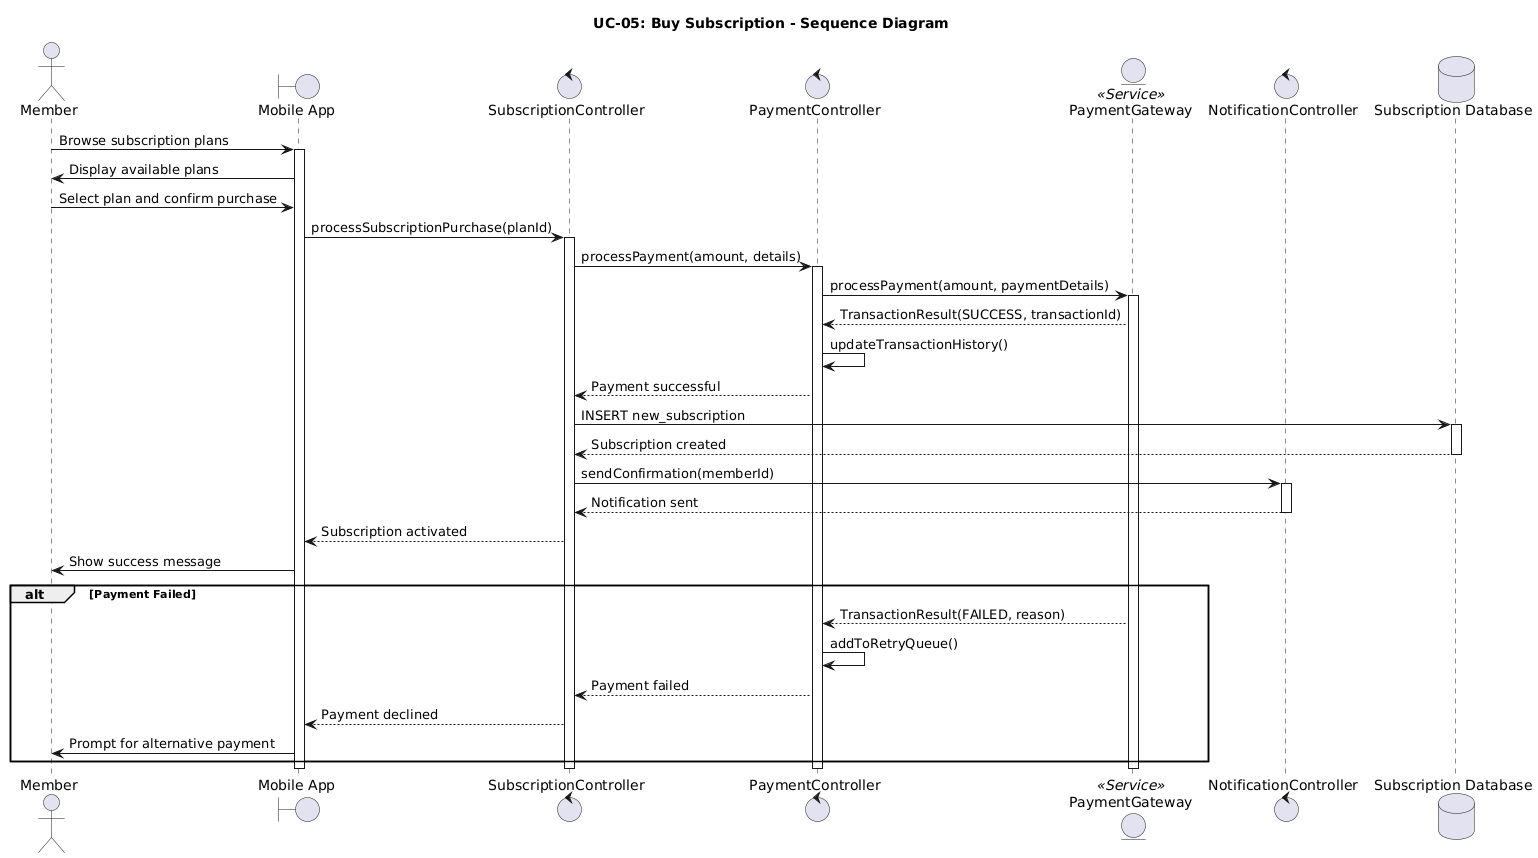 UC-05: Buy Subscription - Sequence Diagram
Member
Mobile App
SubscriptionController
PaymentController
«Service»
PaymentGateway
NotificationController
Subscription Database
Browse subscription plans
Display available plans
Select plan and confirm purchase
processSubscriptionPurchase(planId)
processPayment(amount, details)
processPayment(amount, paymentDetails)
TransactionResult(SUCCESS, transactionId)
updateTransactionHistory()
Payment successful
INSERT new_subscription
Subscription created
sendConfirmation(memberId)
Notification sent
Subscription activated
Show success message
alt [Payment Failed]
TransactionResult(FAILED, reason)
addToRetryQueue()
Payment failed
Payment declined
Prompt for alternative payment
Member
Mobile App
SubscriptionController
PaymentController
«Service»
PaymentGateway
NotificationController
Subscription Database